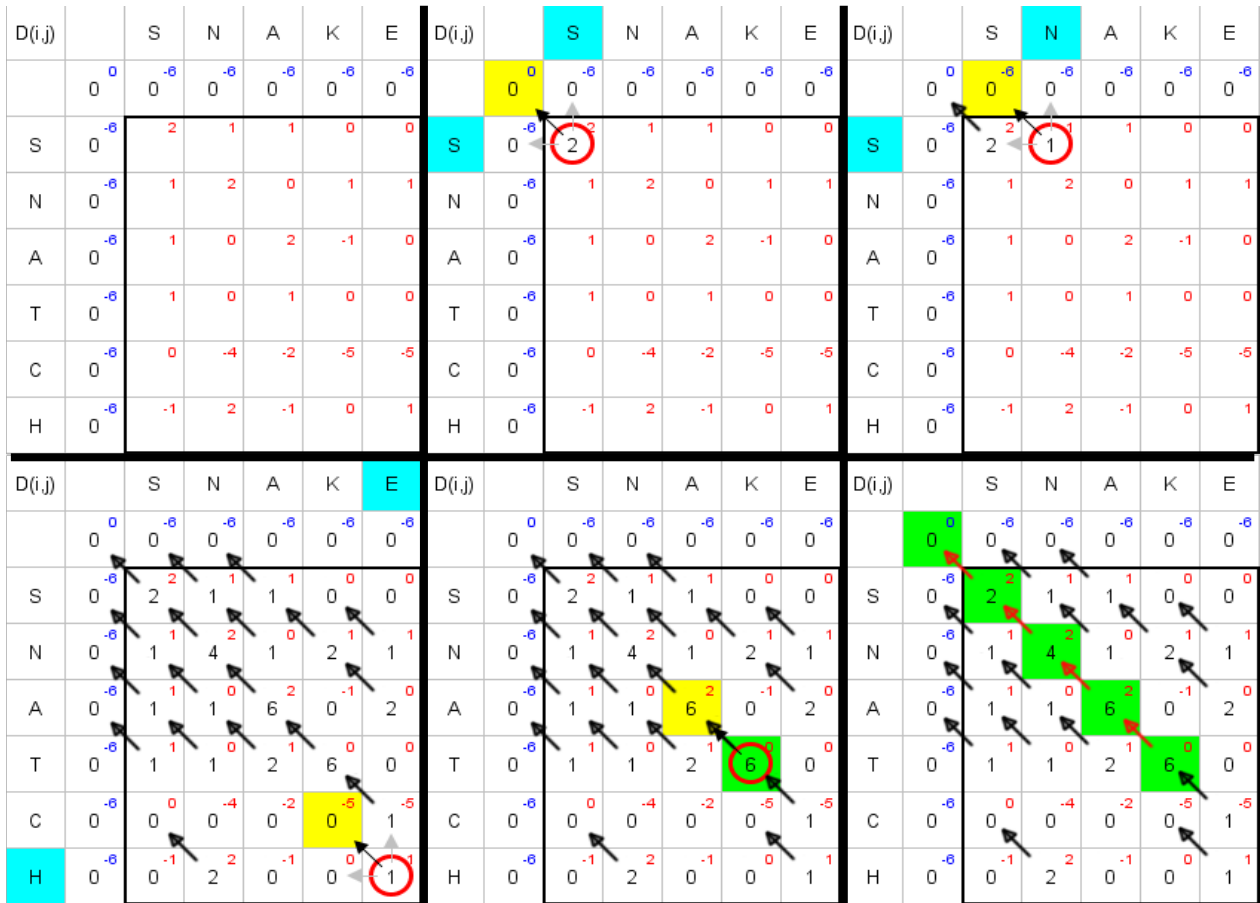 D(i,j) S N A K E
0 -6 -6 -6 -6 -6
0 0 0 0 0 0
-6 2 1 1 0 0
S 0
-6 1 2 0 1 1
N 0
-6 1 0 2 -1 0
A 0
-6 1 0 1 0 0
T 0
-6 0 -4 -2 -5 -5
C 0
-6 -1 2 -1 0 1
H 0
D(i,j) S N A K E
0 -6 -6 -6 -6 -6
0 0 0 0 0 0
-6 2 1 1 0 0
S 0 2
-6 1 2 0 1 1
N 0
-6 1 0 2 -1 0
A 0
-6 1 0 1 0 0
T 0
-6 0 -4 -2 -5 -5
C 0
-6 -1 2 -1 0 1
H 0
D(i,j) S N A K E
0 -6 -6 -6 -6 -6
0 0 0 0 0 0
-6 2 1 1 0 0
S 0 2 1
-6 1 2 0 1 1
N 0
-6 1 0 2 -1 0
A 0
-6 1 0 1 0 0
T 0
-6 0 -4 -2 -5 -5
C 0
-6 -1 2 -1 0 1
H 0
D(i,j) S N A K E
0 -6 -6 -6 -6 -6
0 0 0 0 0 0
-6 2 1 1 0 0
S 0 2 1 1 0 0
-6 1 2 0 1 1
N 0 1 4 1 2 1
-6 1 0 2 -1 0
A 0 1 1 6 0 2
-6 1 0 1 0 0
T 0 1 1 2 6 0
-6 0 -4 -2 -5 -5
C 0 0 0 0 0 1
-6 -1 2 -1 0 1
H 0 0 2 0 0 1
D(i,j) S N A K E
0 -6 -6 -6 -6 -6
0 0 0 0 0 0
-6 2 1 1 0 0
S 0 2 1 1 0 0
-6 1 2 0 1 1
N 0 1 4 1 2 1
-6 1 0 2 -1 0
A 0 1 1 6 0 2
-6 1 0 1 0 0
T 0 1 1 2 6 0
-6 0 -4 -2 -5 -5
C 0 0 0 0 0 1
-6 -1 2 -1 0 1
H 0 0 2 0 0 1
D(i,j) S N A K E
0 -6 -6 -6 -6 -6
0 0 0 0 0 0
-6 2 1 1 0 0
S 0 2 1 1 0 0
-6 1 2 0 1 1
N 0 1 4 1 2 1
-6 1 0 2 -1 0
A 0 1 1 6 0 2
-6 1 0 1 0 0
T 0 1 1 2 6 0
-6 0 -4 -2 -5 -5
C 0 0 0 0 0 1
-6 -1 2 -1 0 1
H 0 0 2 0 0 1